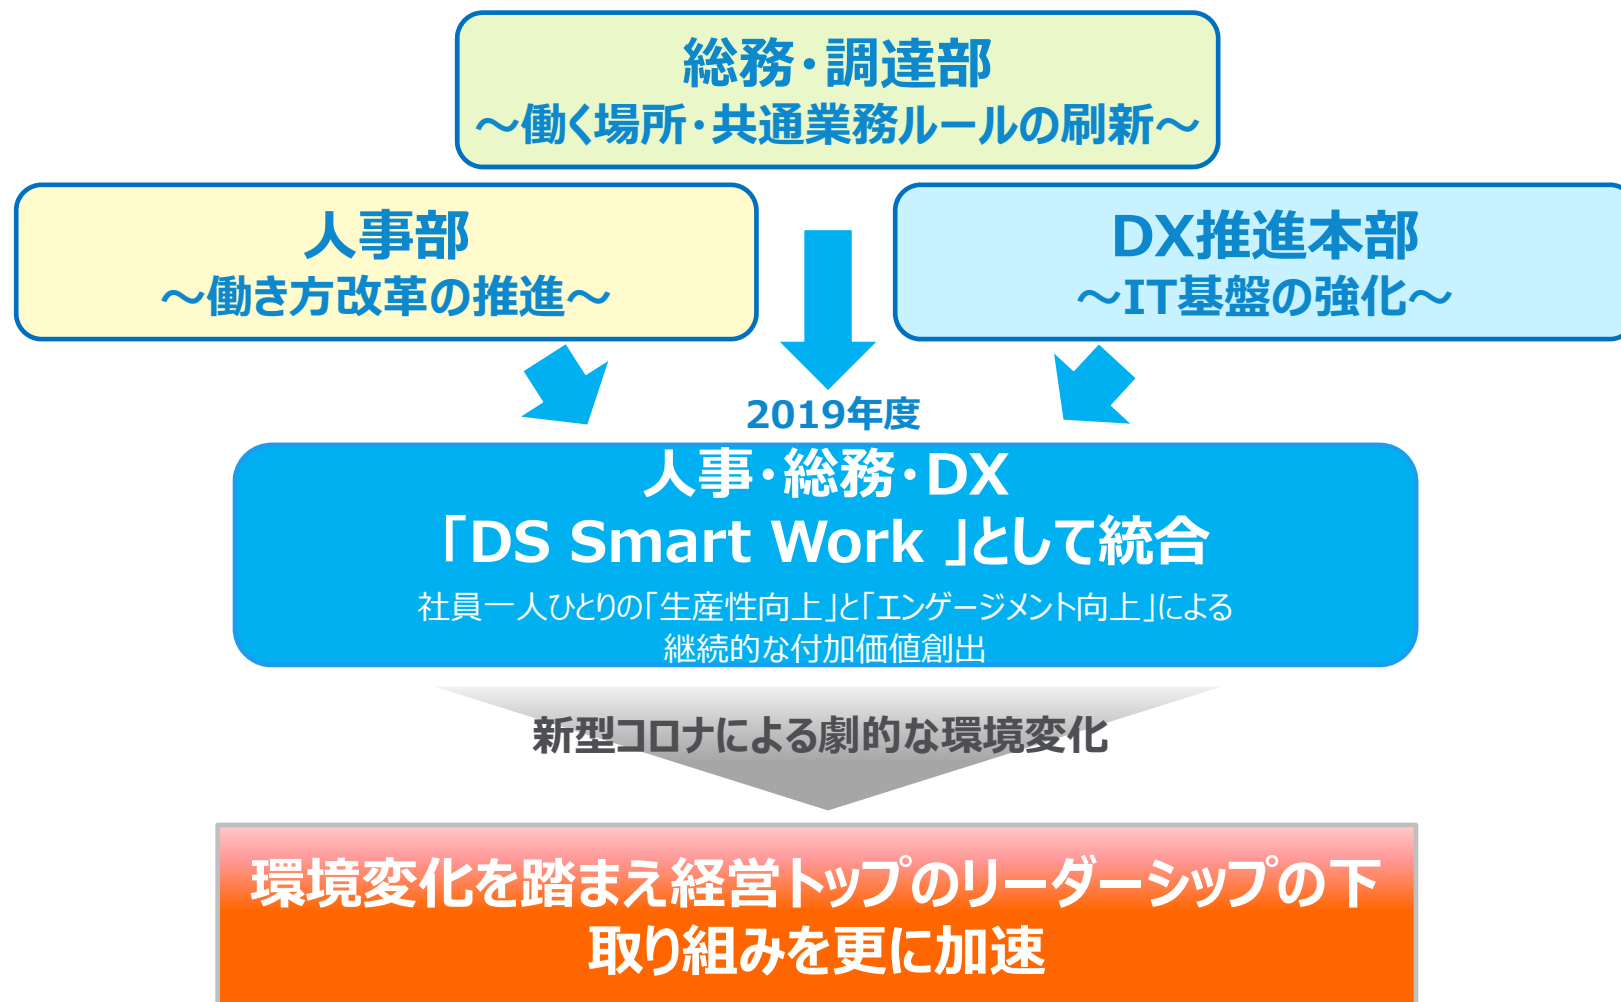 総務・調達部
～働く場所・共通業務ルールの刷新～
人事部
～働き方改革の推進～
DX推進本部
～IT基盤の強化～
2019年度
人事・総務・DX
「DS Smart Work 」として統合
社員一人ひとりの「生産性向上」と「エンゲージメント向上」による
継続的な付加価値創出
新型コロナによる劇的な環境変化
環境変化を踏まえ経営トップのリーダーシップの下
取り組みを更に加速